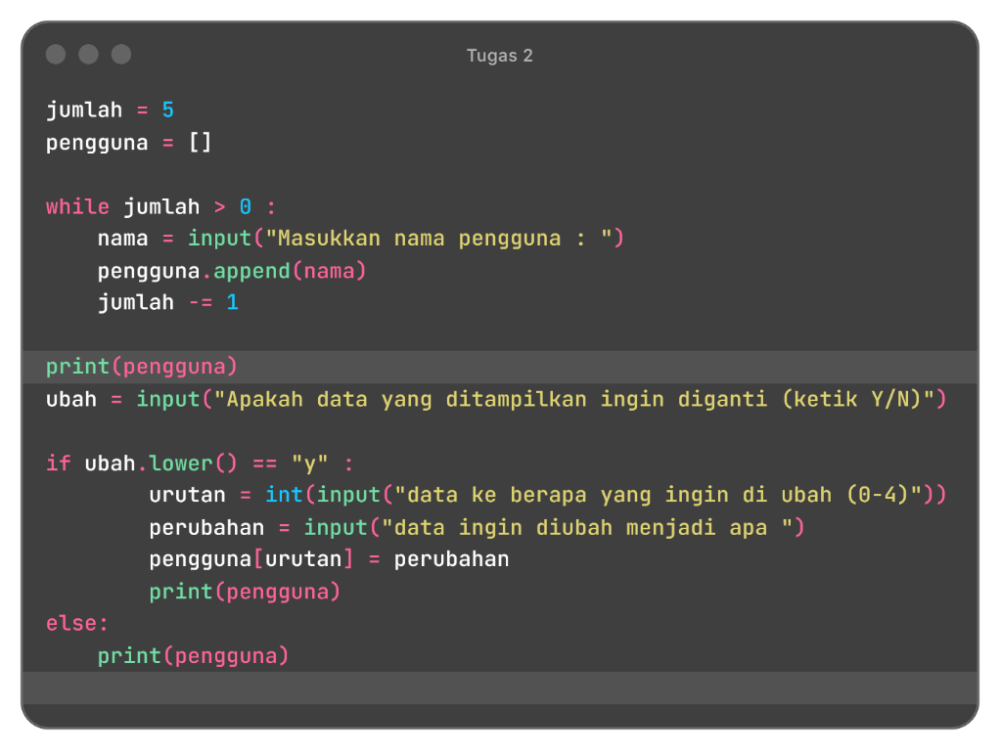 Tugas 2
jumlah = 5
pengguna = []
while jumlah > 0 :
    nama = input("Masukkan nama pengguna : ")
    pengguna.append(nama)
    jumlah -= 1
print(pengguna)
ubah = input("Apakah data yang ditampilkan ingin diganti (ketik Y/N)")
if ubah.lower() == "y" :
        urutan = int(input("data ke berapa yang ingin di ubah (0-4)"))
        perubahan = input("data ingin diubah menjadi apa ")
        pengguna[urutan] = perubahan
        print(pengguna)
else:
    print(pengguna)